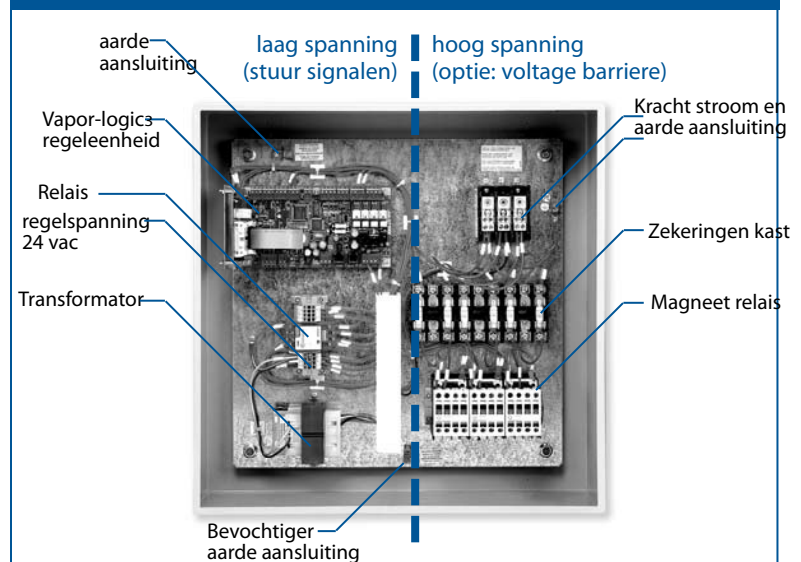 aarde
aansluiting
laag spanning
(stuur signalen)
hoog spanning
(optie: voltage barriere)
Vapor-logics
regeleenheid
Kracht stroom en
aarde aansluiting
Relais
regelspanning
24 vac
Zekeringen kast
Transformator
Magneet relais
Bevochtiger
aarde aansluiting